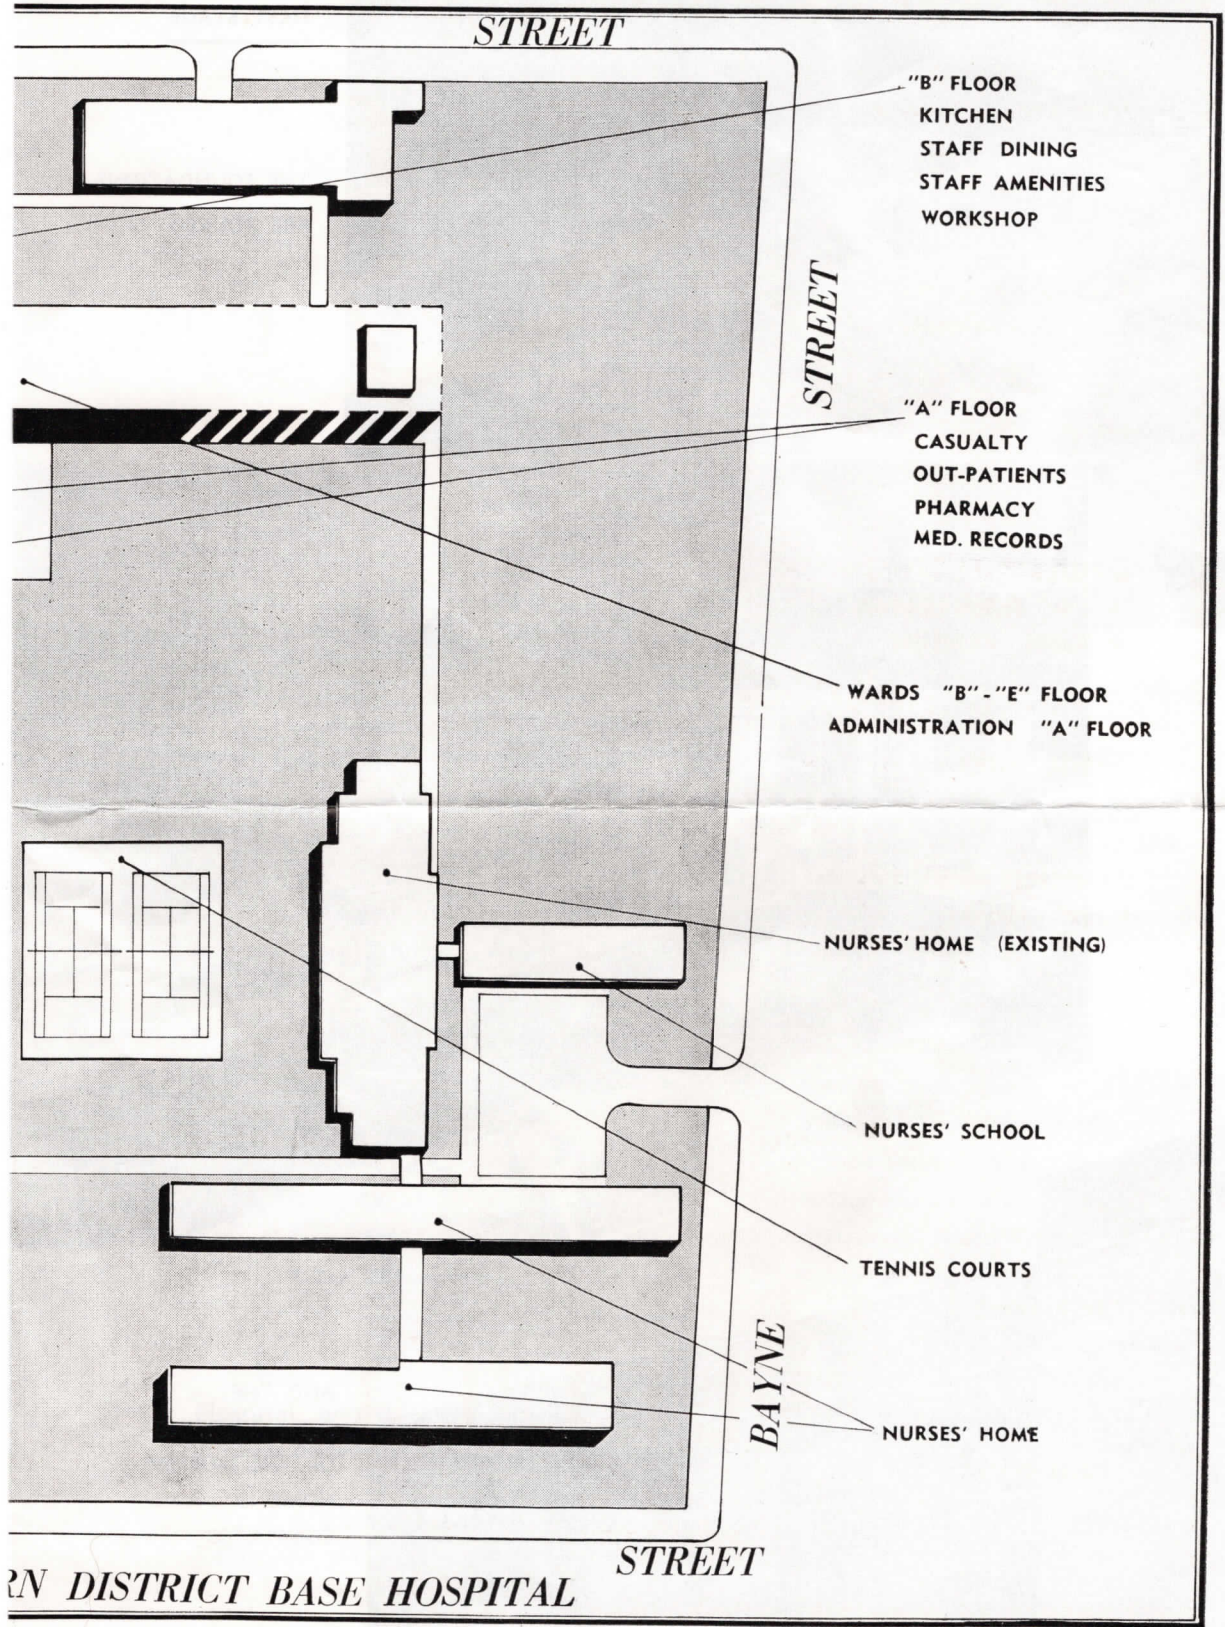 STREET
"B" FLOOR
KITCHEN
STAFF DINING
STAFF AMENITIES
WORKSHOP
STREET
"A" FLOOR
CASUALTY
OUT-PATIENTS
PHARMACY
MED. RECORDS
WARDS "B" - "E" FLOOR
ADMINISTRATION "A" FLOOR
NURSES' HOME (EXISTING)
NURSES' SCHOOL
TENNIS COURTS
BAYNE
NURSES' HOME
STREET
RN DISTRICT BASE HOSPITAL